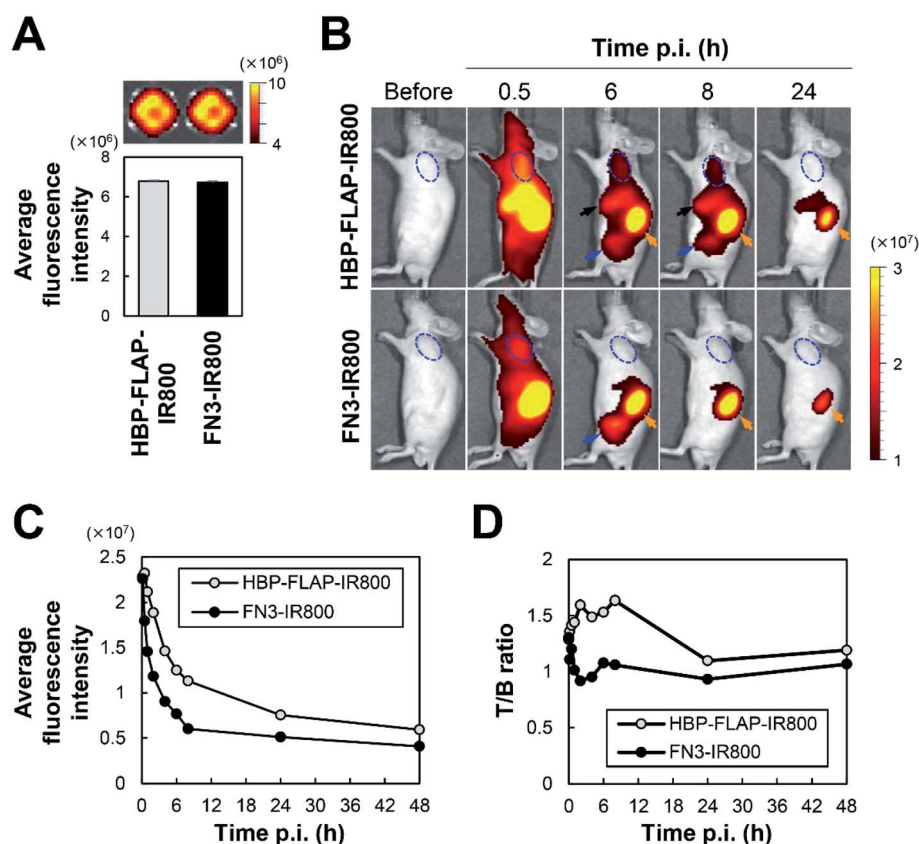 A
(×10⁶)
10
4
(×10⁶)
8
6
4
2
0
Average
fluorescence
intensity
HBP-FLAP-
IR800
FN3-IR800
B
Time p.i. (h)
Before 0.5 6 8 24
HBP-FLAP-IR800
FN3-IR800
(×10⁷)
3
2
1
C
(×10⁷)
2.5
2
1.5
1
0.5
0
Average
fluorescence
intensity
HBP-FLAP-IR800
FN3-IR800
0 6 12 18 24 30 36 42 48
Time p.i. (h)
D
2
1.5
1
0.5
0
T/B ratio
HBP-FLAP-IR800
FN3-IR800
0 6 12 18 24 30 36 42 48
Time p.i. (h)